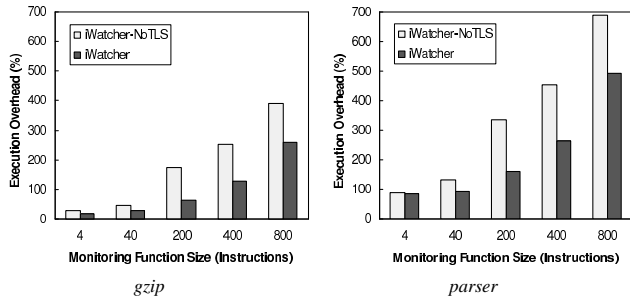 700
600
500
400
300
200
100
0
Execution Overhead (%)
iWatcher-NoTLS
iWatcher
4 40 200 400 800
Monitoring Function Size (Instructions)
gzip
700
600
500
400
300
200
100
0
Execution Overhead (%)
iWatcher-NoTLS
iWatcher
4 40 200 400 800
Monitoring Function Size (Instructions)
parser